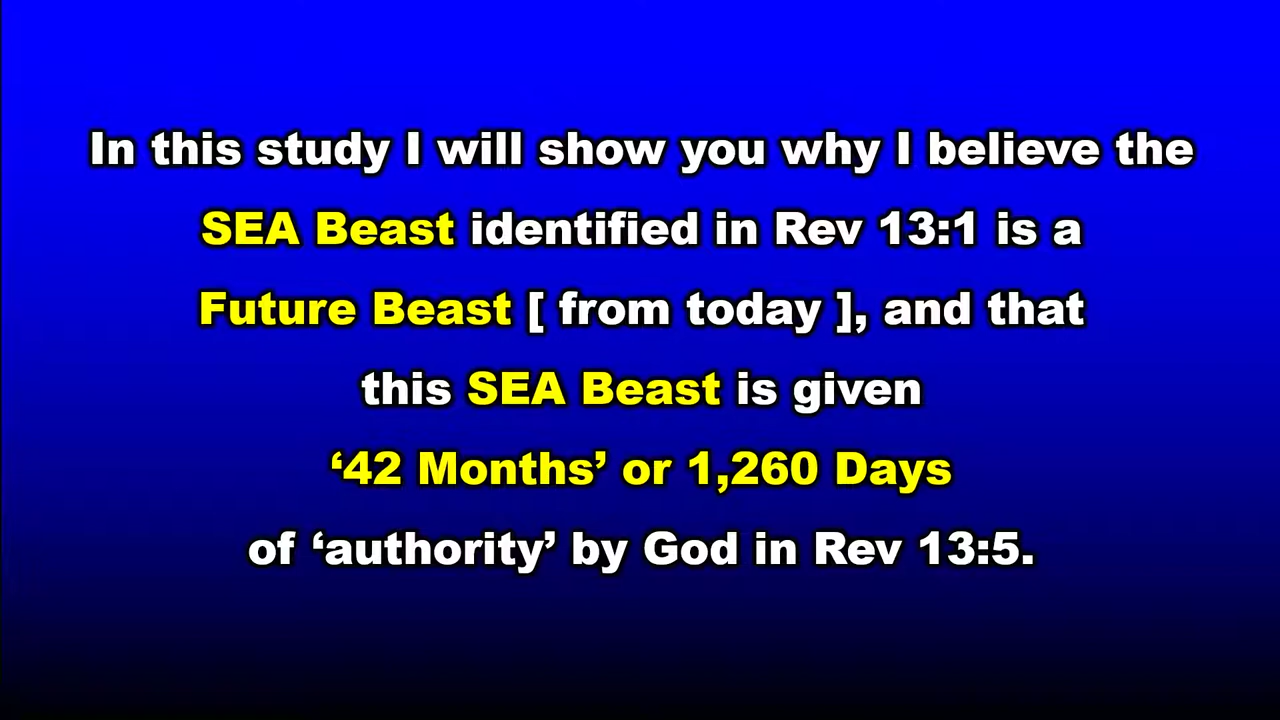 In this study I will show you why I believe the
SEA Beast identified in Rev 13:1 is a
Future Beast [ from today ], and that
this SEA Beast is given
‘42 Months’ or 1,260 Days
of ‘authority’ by God in Rev 13:5.